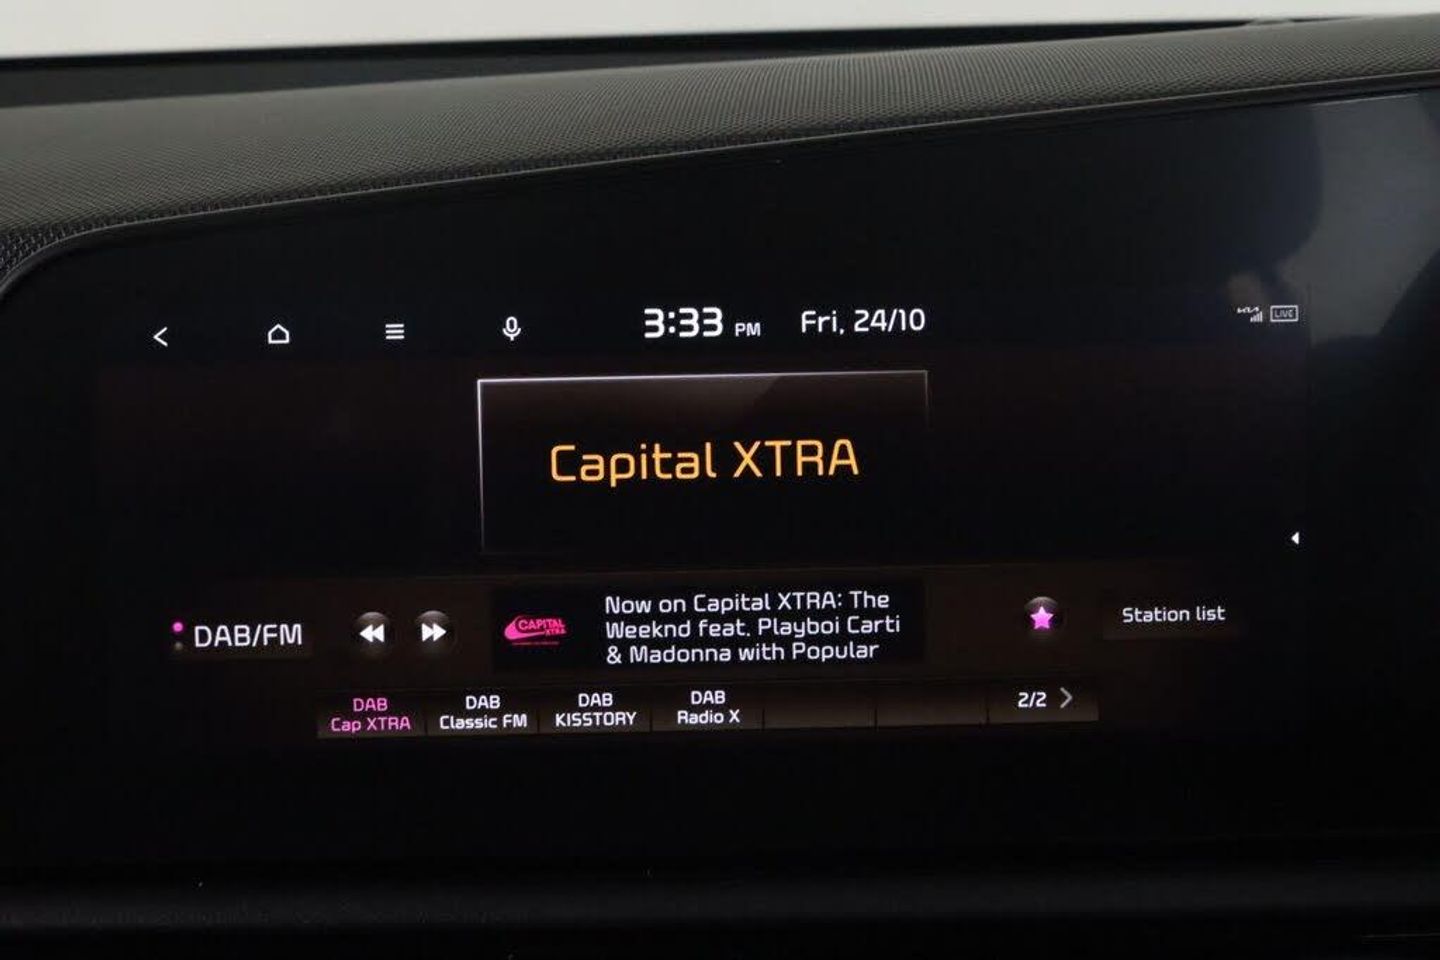 3:33 PM Fri, 24/10
LIVE
Capital XTRA
DAB/FM
CAPITAL
XTRA
Now on Capital XTRA: The
Weeknd feat. Playboi Carti
& Madonna with Popular
Station list
DAB
Cap XTRA
DAB
Classic FM
DAB
KISSTORY
DAB
Radio X
2/2